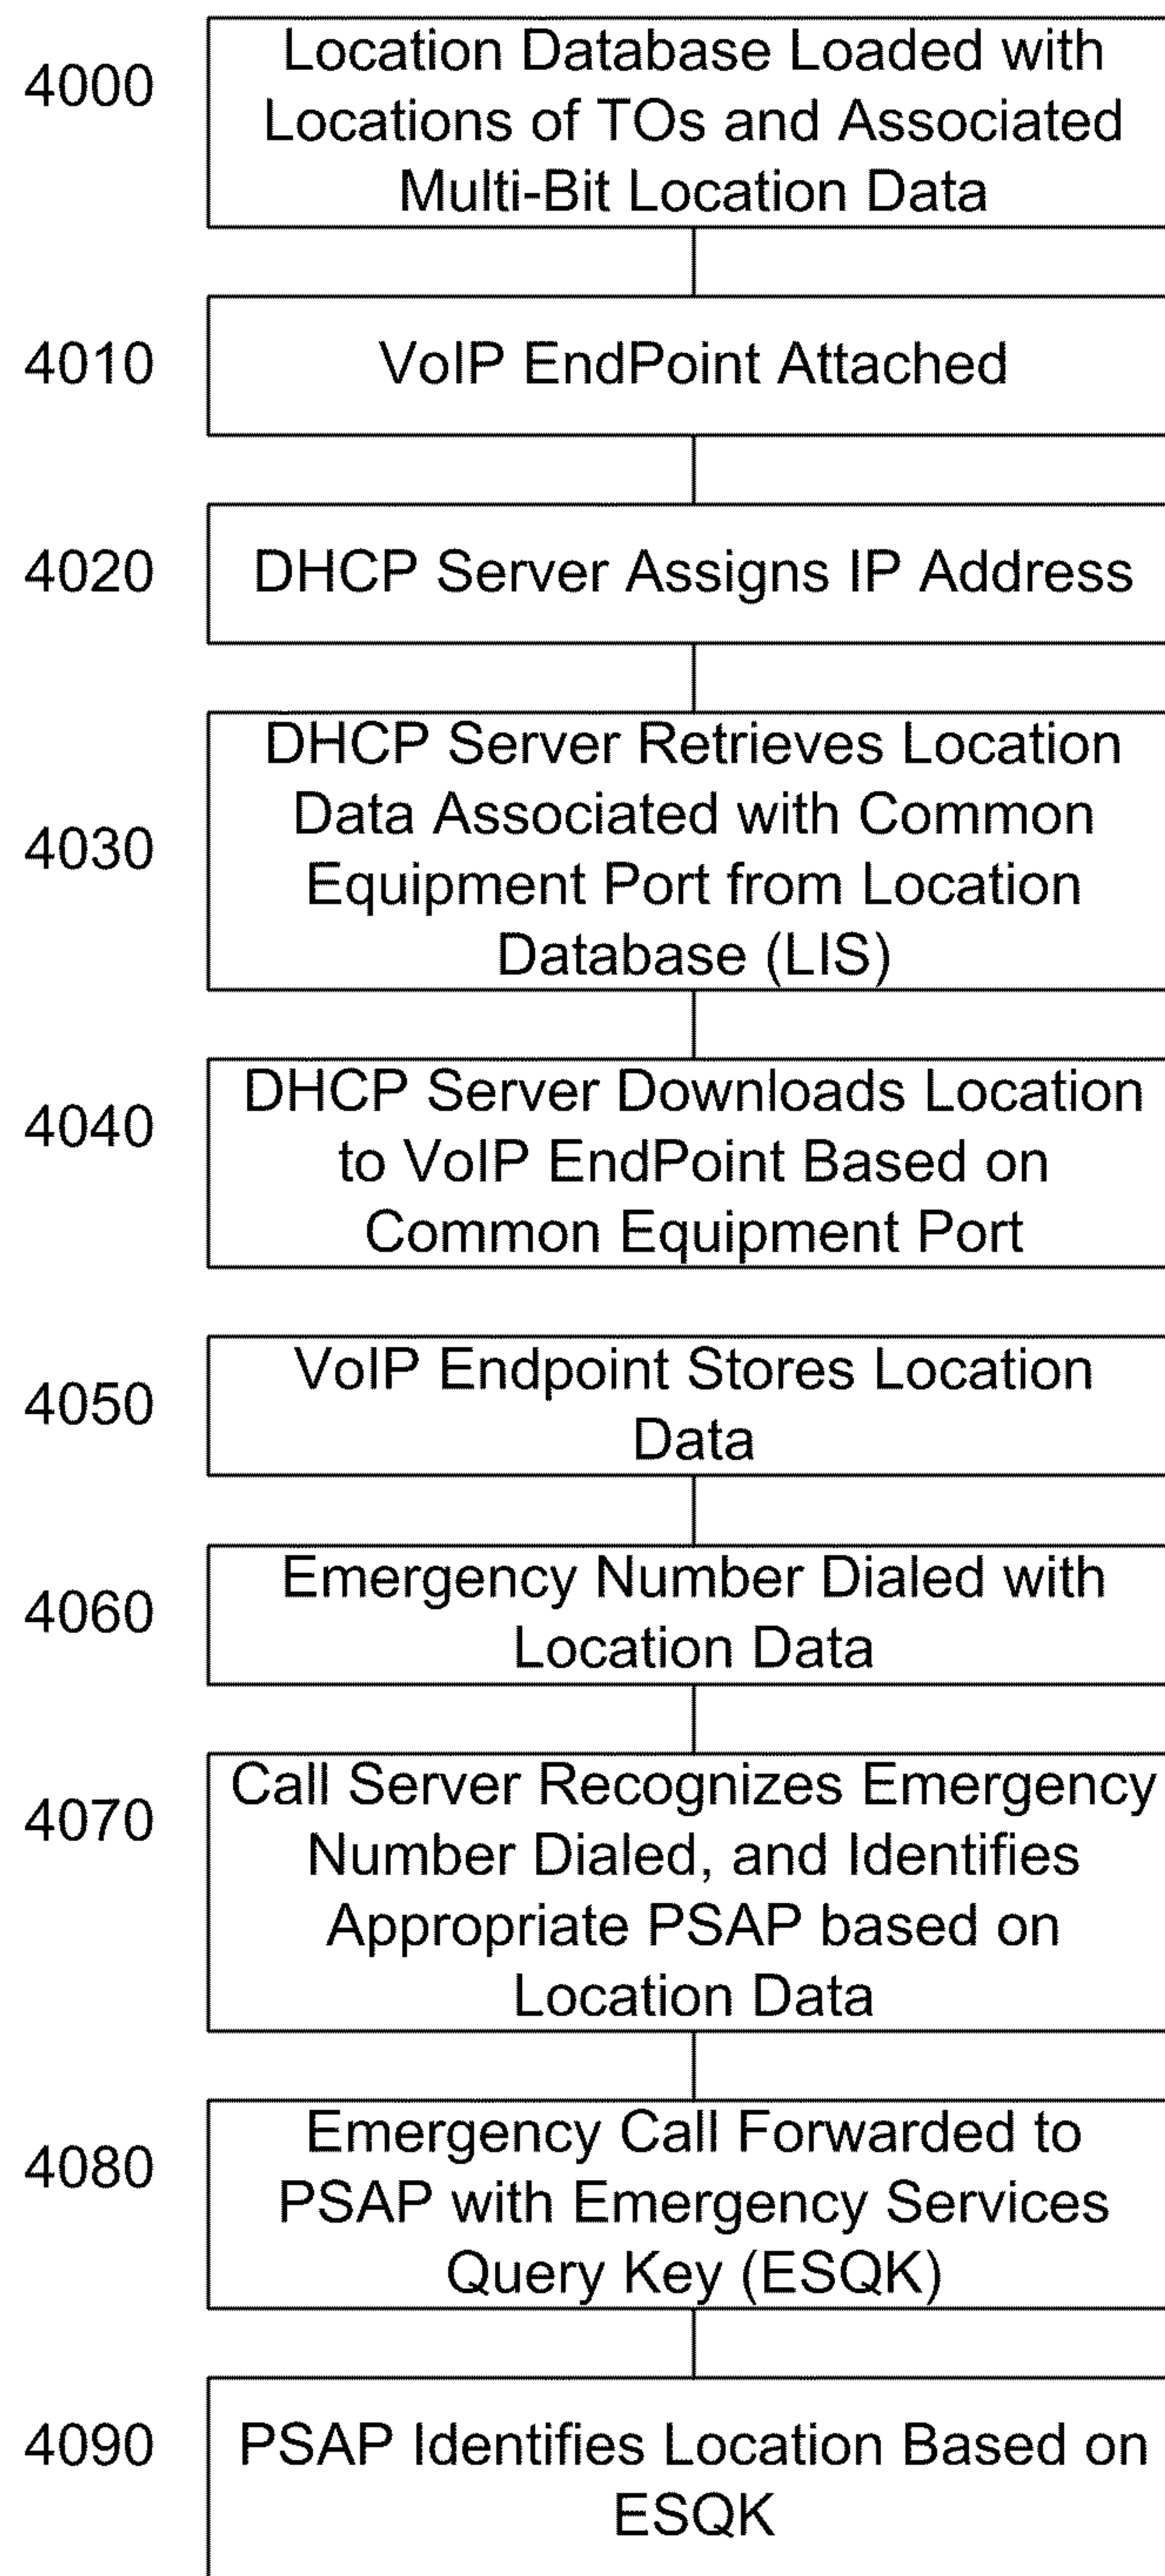 4000
Location Database Loaded with
Locations of TOs and Associated
Multi-Bit Location Data
4010
VoIP EndPoint Attached
4020
DHCP Server Assigns IP Address
4030
DHCP Server Retrieves Location
Data Associated with Common
Equipment Port from Location
Database (LIS)
4040
DHCP Server Downloads Location
to VoIP EndPoint Based on
Common Equipment Port
4050
VoIP Endpoint Stores Location
Data
4060
Emergency Number Dialed with
Location Data
4070
Call Server Recognizes Emergency
Number Dialed, and Identifies
Appropriate PSAP based on
Location Data
4080
Emergency Call Forwarded to
PSAP with Emergency Services
Query Key (ESQK)
4090
PSAP Identifies Location Based on
ESQK